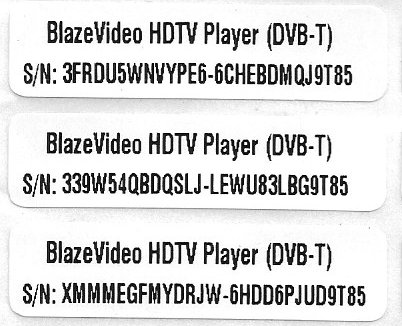 BlazeVideo HDTV Player (DVB-T)
S/N: 3FRDU5WNVYPE6-6CHEBDMQJ9T85
BlazeVideo HDTV Player (DVB-T)
S/N: 339W54QBDQSLJ-LEWU83LBG9T85
BlazeVideo HDTV Player (DVB-T)
S/N: XMMMEGFMYDRJW-6HDD6PJUD9T85